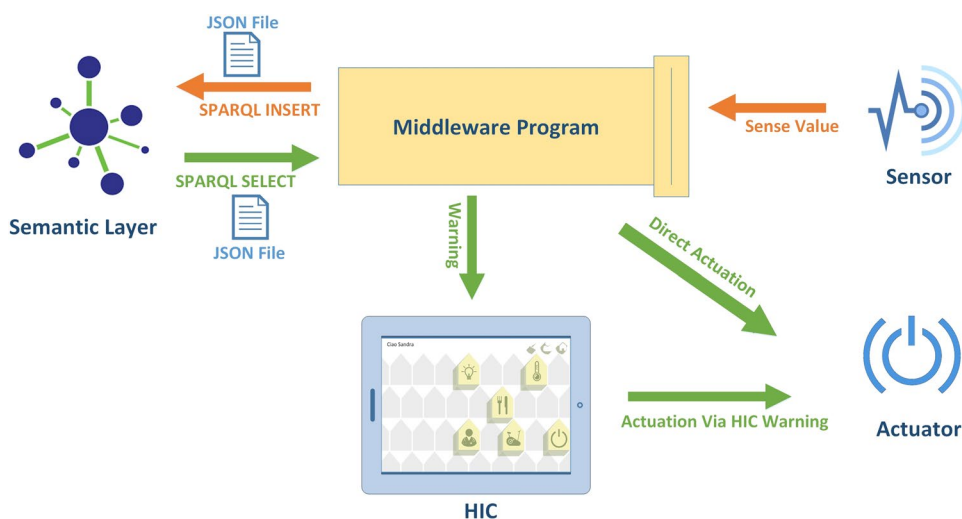 JSON File
SPARQL INSERT
Middleware Program
Sense Value
Sensor
SPARQL SELECT
JSON File
Semantic Layer
Warning
Direct Actuation
Ciao Sandra
Actuation Via HIC Warning
Actuator
HIC